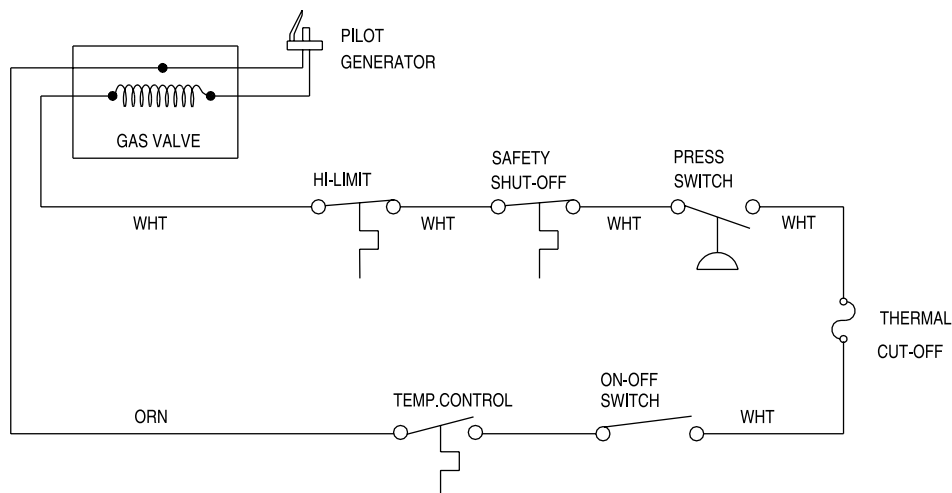 PILOT
GENERATOR
GAS VALVE
HI-LIMIT
SAFETY
SHUT-OFF
PRESS
SWITCH
WHT
WHT
WHT
WHT
THERMAL
CUT-OFF
TEMP.CONTROL
ON-OFF
SWITCH
ORN
WHT